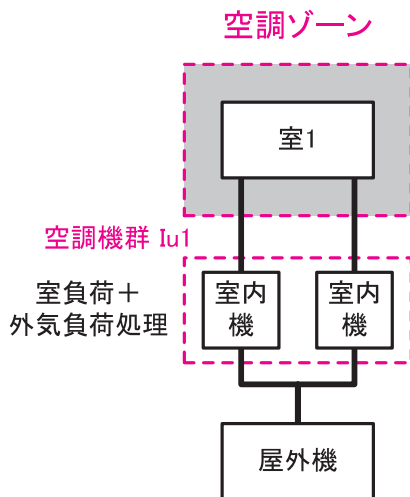 空調ゾーン
室1
空調機群 Iu1
室負荷＋
外気負荷処理
室内
機
室内
機
屋外機